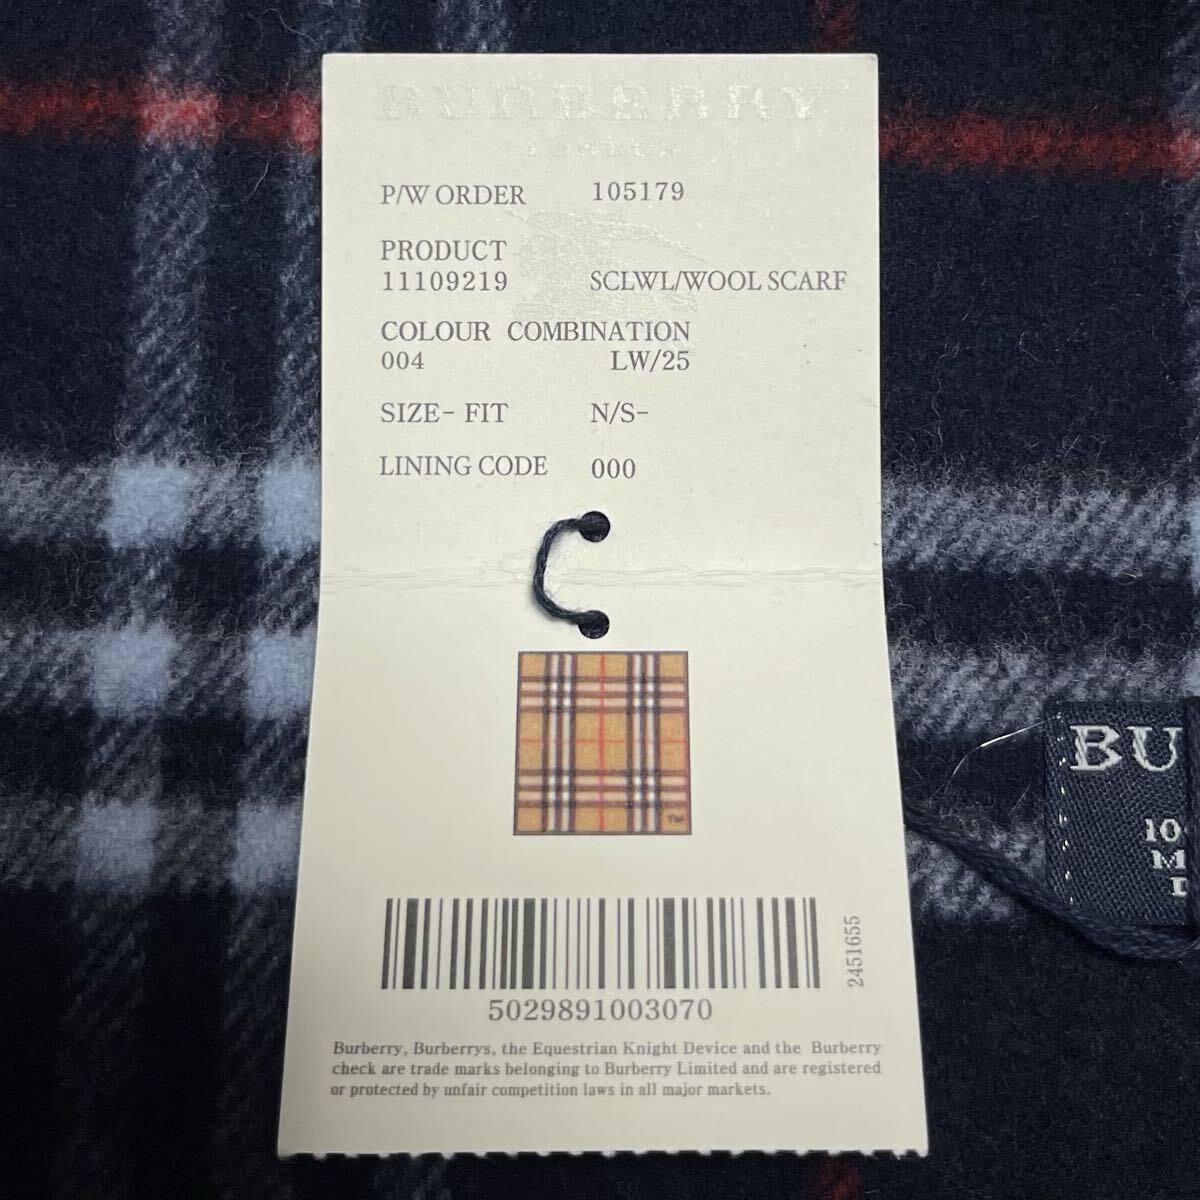 BURBERRY
LONDON
P/W ORDER 105179
PRODUCT
11109219 SCLWL/WOOL SCARF
COLOUR COMBINATION
004 LW/25
SIZE- FIT N/S-
LINING CODE 000
TM
BU
10
M
2451655
5029891003070
Burberry, Burberrys, the Equestrian Knight Device and the Burberry
check are trade marks belonging to Burberry Limited and are registered
or protected by unfair competition laws in all major markets.